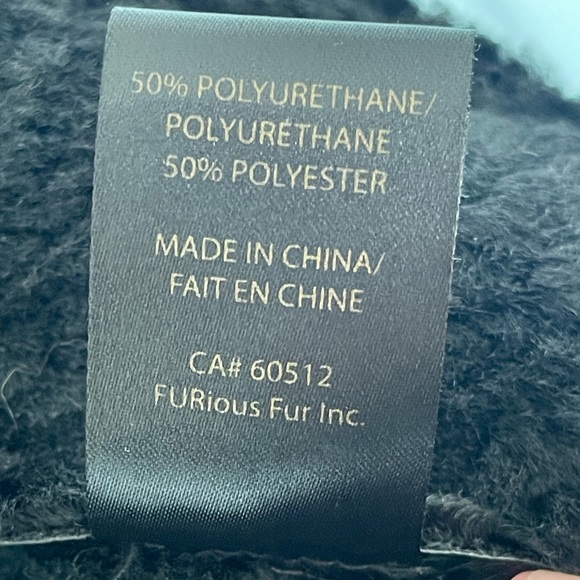 50% POLYURETHANE/
POLYURÉTHANE
50% POLYESTER
MADE IN CHINA/
FAIT EN CHINE
CA# 60512
FURious Fur Inc.